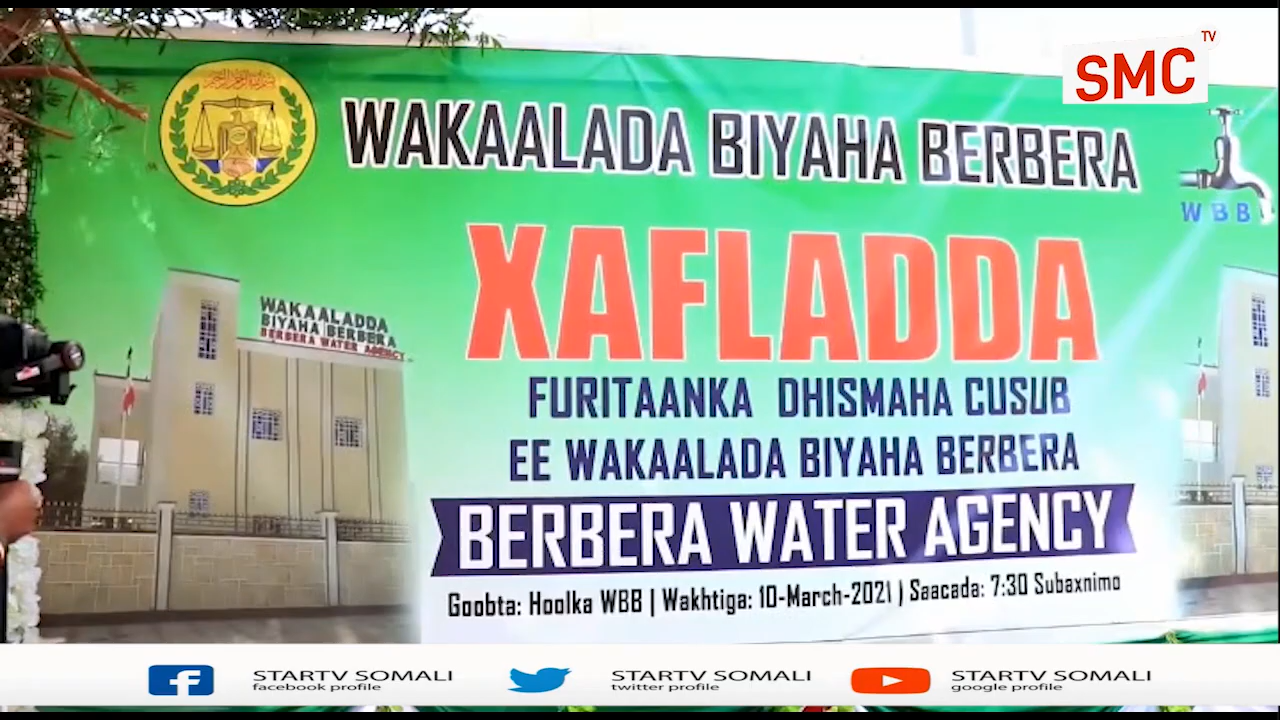 SMC TV
WAKAALADA BIYAHA BERBERA
WBB
XAFLADDA
WAKAALADDA
BIYAHA BERBERA
BERBERA WATER AGENCY
FURITAANKA DHISMAHA CUSUB
EE WAKAALADA BIYAHA BERBERA
BERBERA WATER AGENCY
Goobta: Hoolka WBB | Wakhtiga: 10-March-2021 | Saacada: 7:30 Subaxnimo
STARTV SOMALI
facebook profile
STARTV SOMALI
twitter profile
STARTV SOMALI
google profile